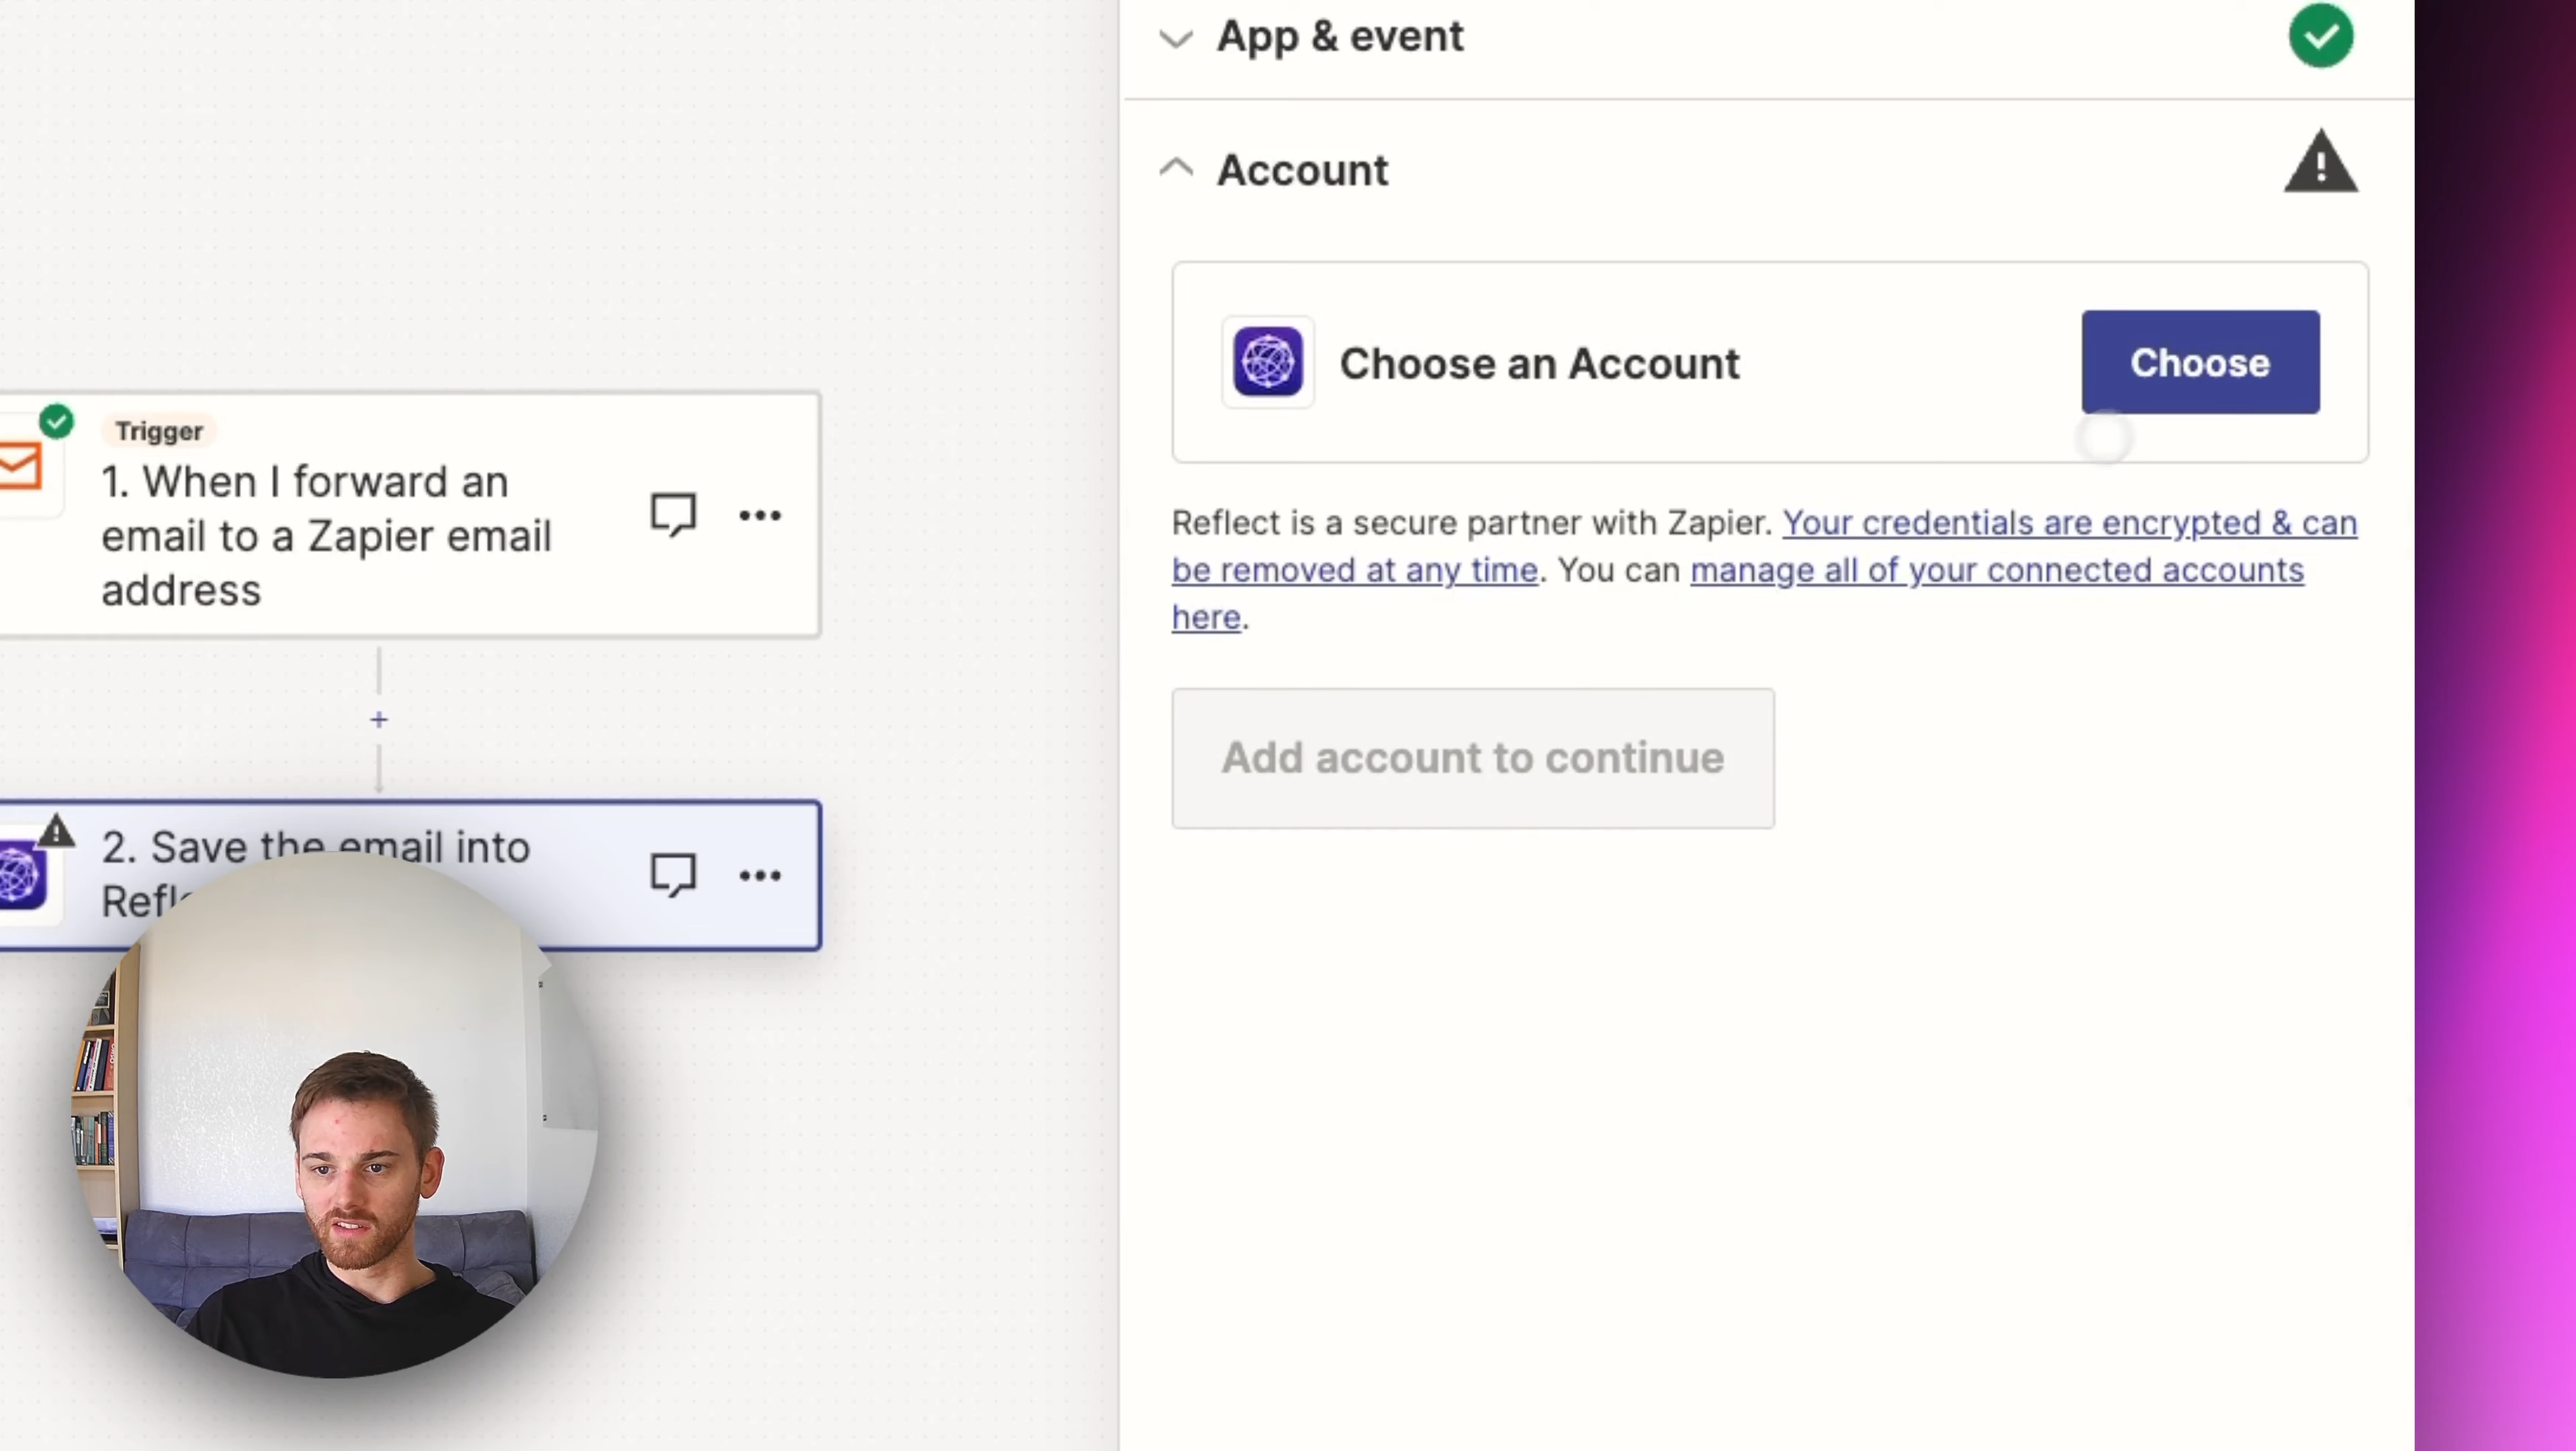 App & event
Account
Choose an Account
Choose
Reflect is a secure partner with Zapier. Your credentials are encrypted & can
be removed at any time. You can manage all of your connected accounts
here.
Add account to continue
Trigger
1. When I forward an
email to a Zapier email
address
2. Save the email into